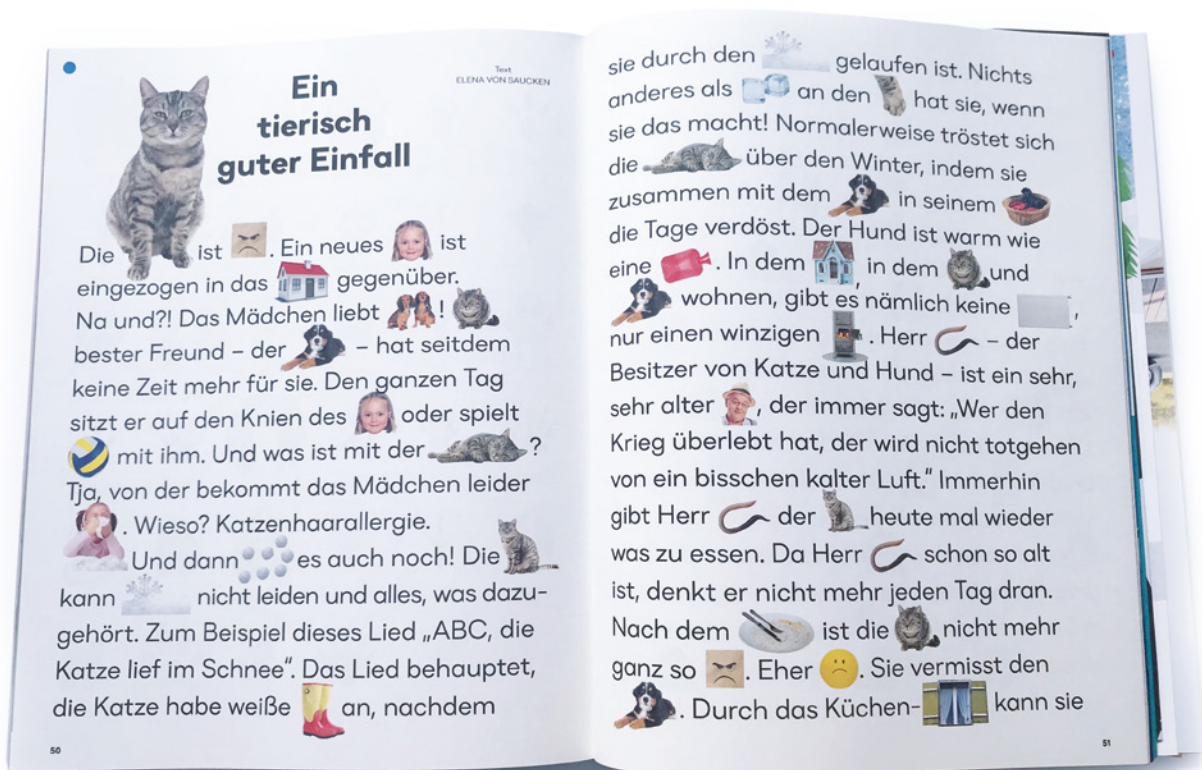 Text
ELENA VON SAUCKEN
Ein
tierisch
guter Einfall
Die ist . Ein neues ist
eingezogen in das gegenüber.
Na und?! Das Mädchen liebt !
bester Freund – der – hat seitdem
keine Zeit mehr für sie. Den ganzen Tag
sitzt er auf den Knien des oder spielt
mit ihm. Und was ist mit der ?
Tja, von der bekommt das Mädchen leider
. Wieso? Katzenhaarallergie.
Und dann es auch noch! Die
kann nicht leiden und alles, was dazu-
gehört. Zum Beispiel dieses Lied „ABC, die
Katze lief im Schnee“. Das Lied behauptet,
die Katze habe weiße an, nachdem
50
sie durch den gelaufen ist. Nichts
anderes als an den hat sie, wenn
sie das macht! Normalerweise tröstet sich
die über den Winter, indem sie
zusammen mit dem in seinem
die Tage verdöst. Der Hund ist warm wie
eine . In dem , in dem und
wohnen, gibt es nämlich keine ,
nur einen winzigen . Herr – der
Besitzer von Katze und Hund – ist ein sehr,
sehr alter , der immer sagt: „Wer den
Krieg überlebt hat, der wird nicht totgehen
von ein bisschen kalter Luft.“ Immerhin
gibt Herr der heute mal wieder
was zu essen. Da Herr schon so alt
ist, denkt er nicht mehr jeden Tag dran.
Nach dem ist die nicht mehr
ganz so . Eher . Sie vermisst den
. Durch das Küchen- kann sie
51